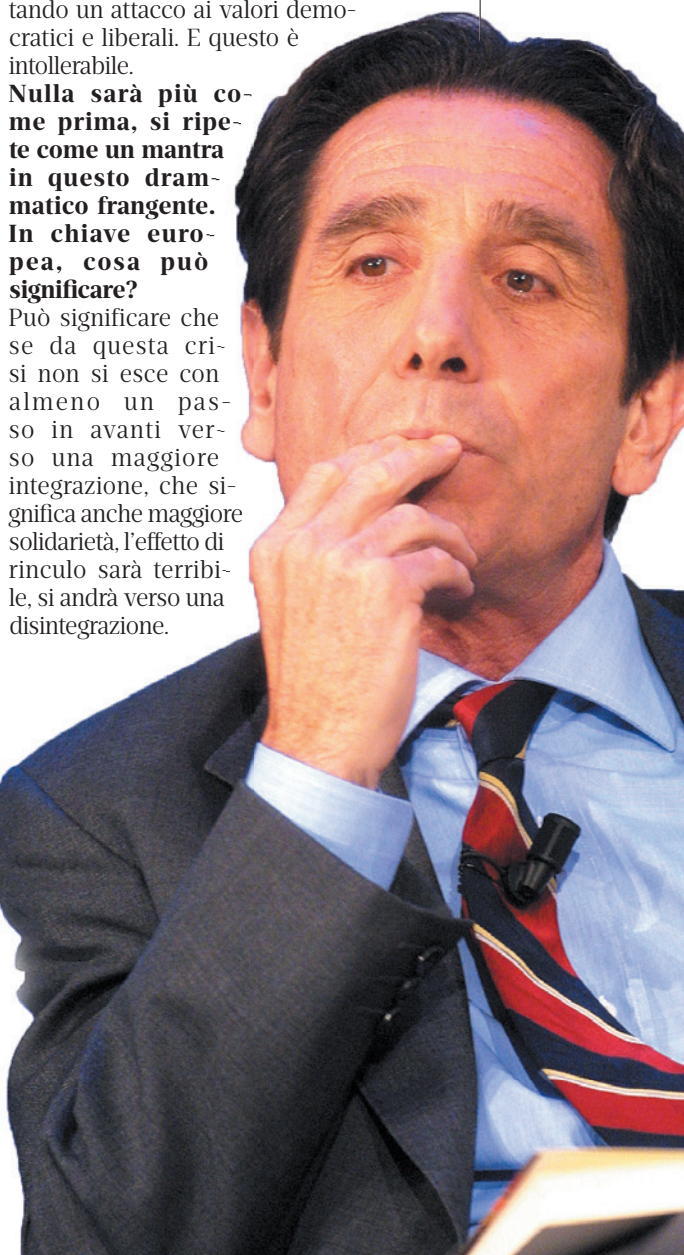 tando un attacco ai valori demo-
cratici e liberali. E questo è
intollerabile.
Nulla sarà più co-
me prima, si ripe-
te come un mantra
in questo dram-
matico frangente.
In chiave euro-
pea, cosa può
significare?
Può significare che
se da questa cri-
si non si esce con
almeno un pas-
so in avanti ver-
so una maggiore
integrazione, che si-
gnifica anche maggiore
solidarietà, l'effetto di
rinculo sarà terribi-
le, si andrà verso una
disintegrazione.